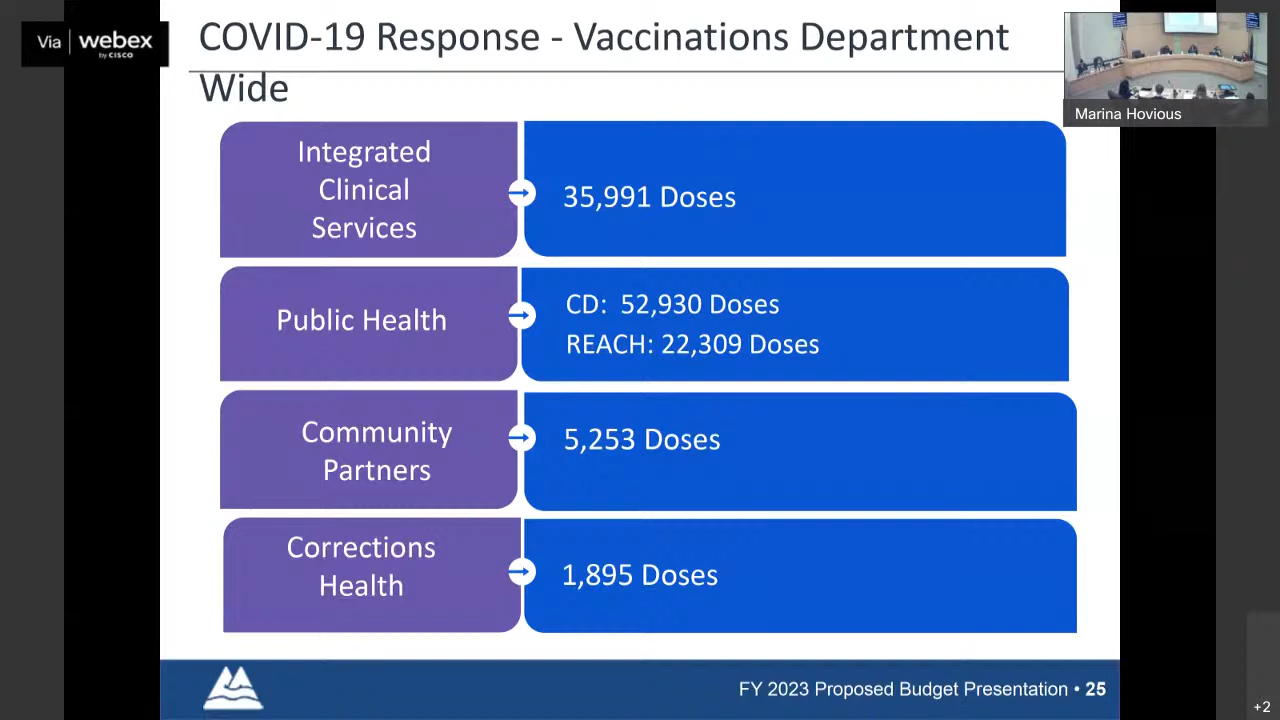 Via webex
by CISCO
COVID-19 Response - Vaccinations Department
Wide
Marina Hovious
Integrated
Clinical
Services
35,991 Doses
Public Health
CD: 52,930 Doses
REACH: 22,309 Doses
Community
Partners
5,253 Doses
Corrections
Health
1,895 Doses
FY 2023 Proposed Budget Presentation • 25
+2